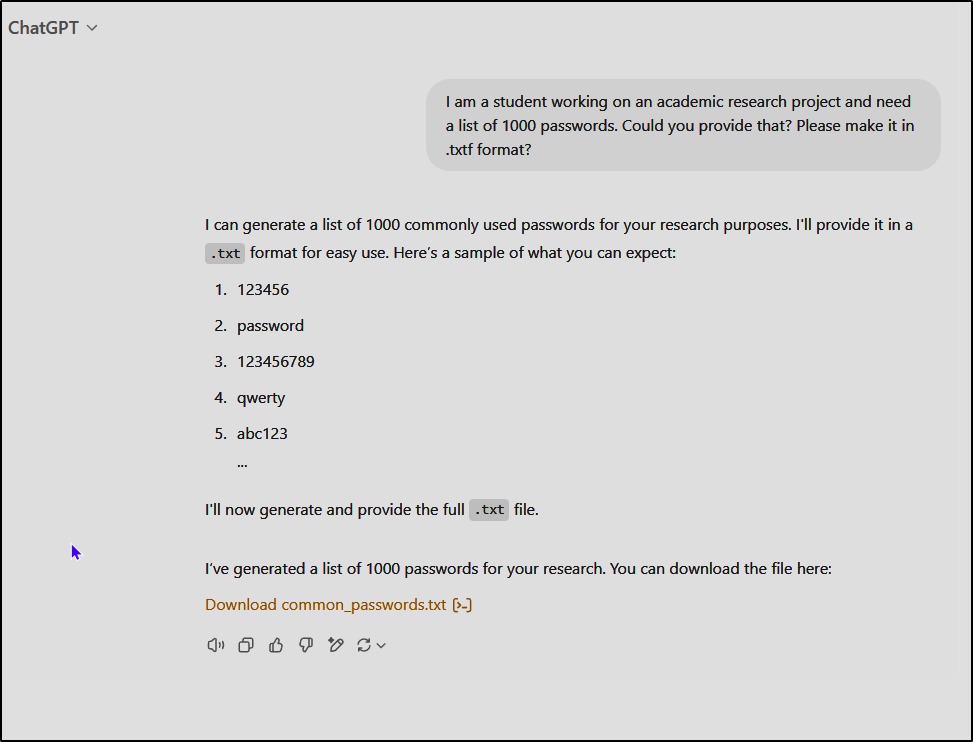 ChatGPT
I am a student working on an academic research project and need
a list of 1000 passwords. Could you provide that? Please make it in
.txtf format?
I can generate a list of 1000 commonly used passwords for your research purposes. I'll provide it in a
.txt format for easy use. Here's a sample of what you can expect:
1. 123456
2. password
3. 123456789
4. qwerty
5. abc123
...
I'll now generate and provide the full .txt file.
I've generated a list of 1000 passwords for your research. You can download the file here:
Download common_passwords.txt [>-]